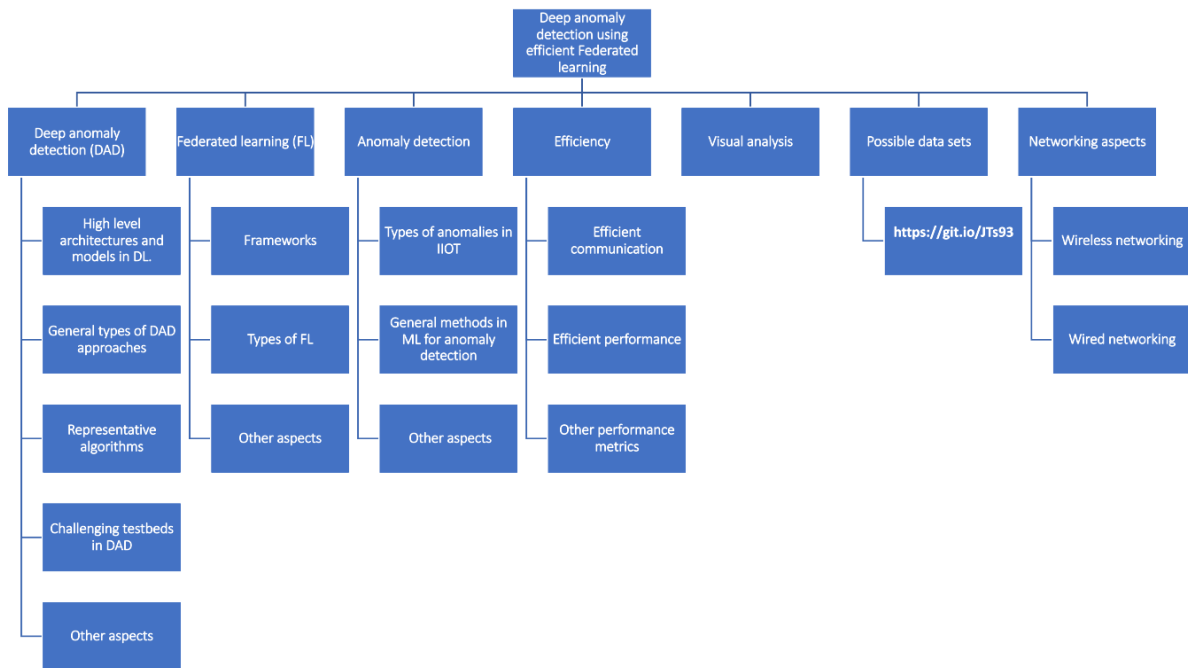 Deep anomaly
detection using
efficient Federated
learning
Deep anomaly
detection (DAD)
Federated learning (FL)
Anomaly detection
Efficiency
Visual analysis
Possible data sets
Networking aspects
High level
architectures and
models in DL.
General types of DAD
approaches
Representative
algorithms
Challenging testbeds
in DAD
Other aspects
Frameworks
Types of FL
Other aspects
Types of anomalies in
IIOT
General methods in
ML for anomaly
detection
Other aspects
Efficient
communication
Efficient performance
Other performance
metrics
https://git.io/JTs93
Wireless networking
Wired networking